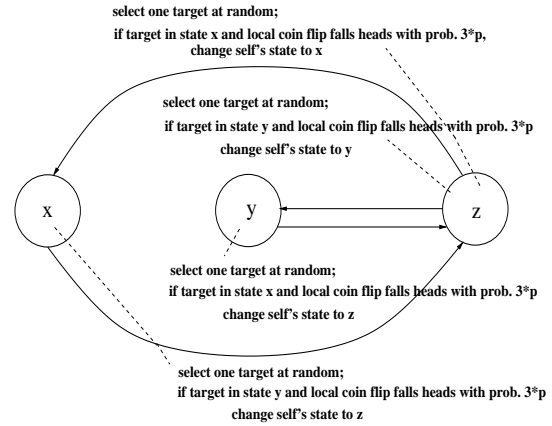 select one target at random;
if target in state x and local coin flip falls heads with prob. 3*p,
change self's state to x
select one target at random;
if target in state y and local coin flip falls heads with prob. 3*p
change self's state to y
x
y
z
select one target at random;
if target in state x and local coin flip falls heads with prob. 3*p
change self's state to z
select one target at random;
if target in state y and local coin flip falls heads with prob. 3*p
change self's state to z